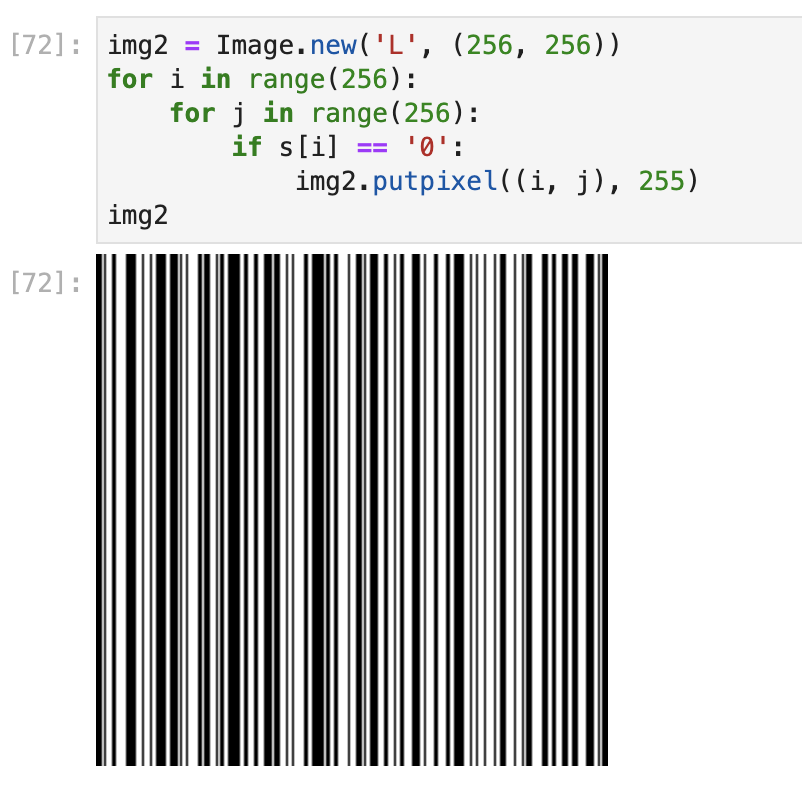 [72]: img2 = Image.new('L', (256, 256))
for i in range(256):
    for j in range(256):
        if s[i] == '0':
            img2.putpixel((i, j), 255)
img2
[72]: